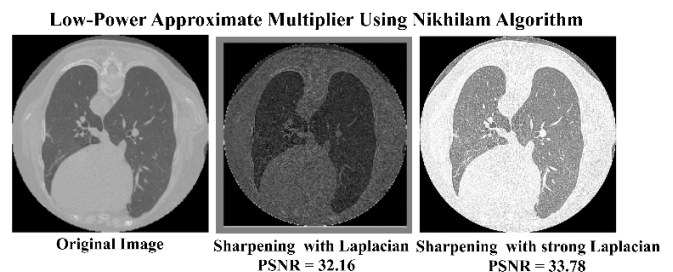 Low-Power Approximate Multiplier Using Nikhilam Algorithm
Original Image
Sharpening with Laplacian
PSNR = 32.16
Sharpening with strong Laplacian
PSNR = 33.78